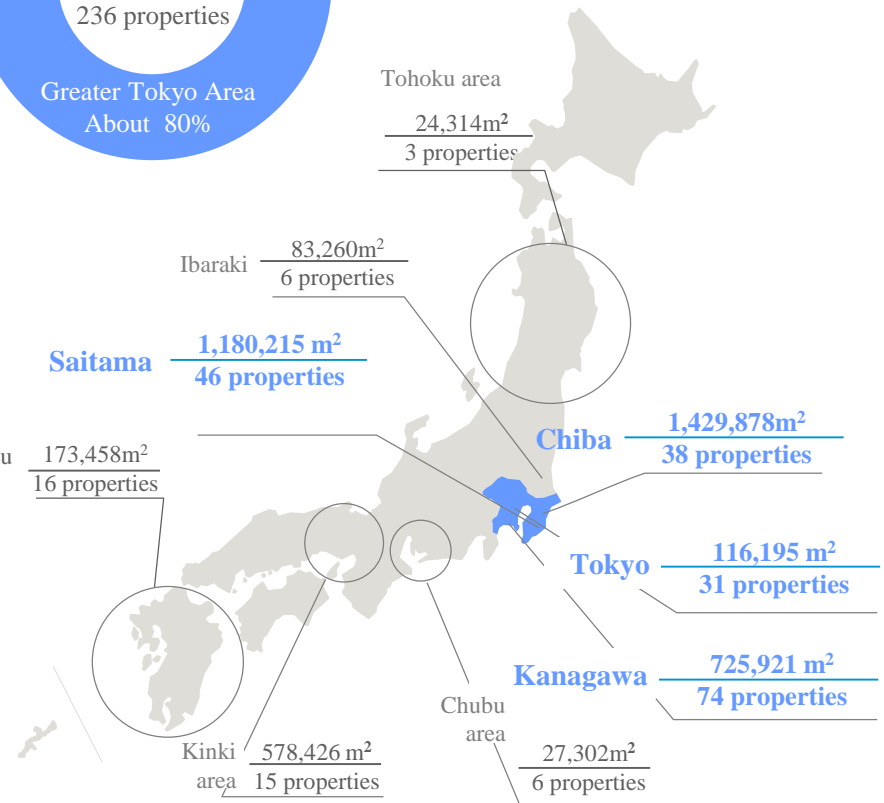 236 properties
Greater Tokyo Area
About 80%
Tohoku area
24,314m²
3 properties
Ibaraki
83,260m²
6 properties
Saitama
1,180,215 m²
46 properties
Chiba
1,429,878m²
38 properties
u
173,458m²
16 properties
Tokyo
116,195 m²
31 properties
Kanagawa
725,921 m²
74 properties
Chubu
area
27,302m²
6 properties
Kinki
area
578,426 m²
15 properties